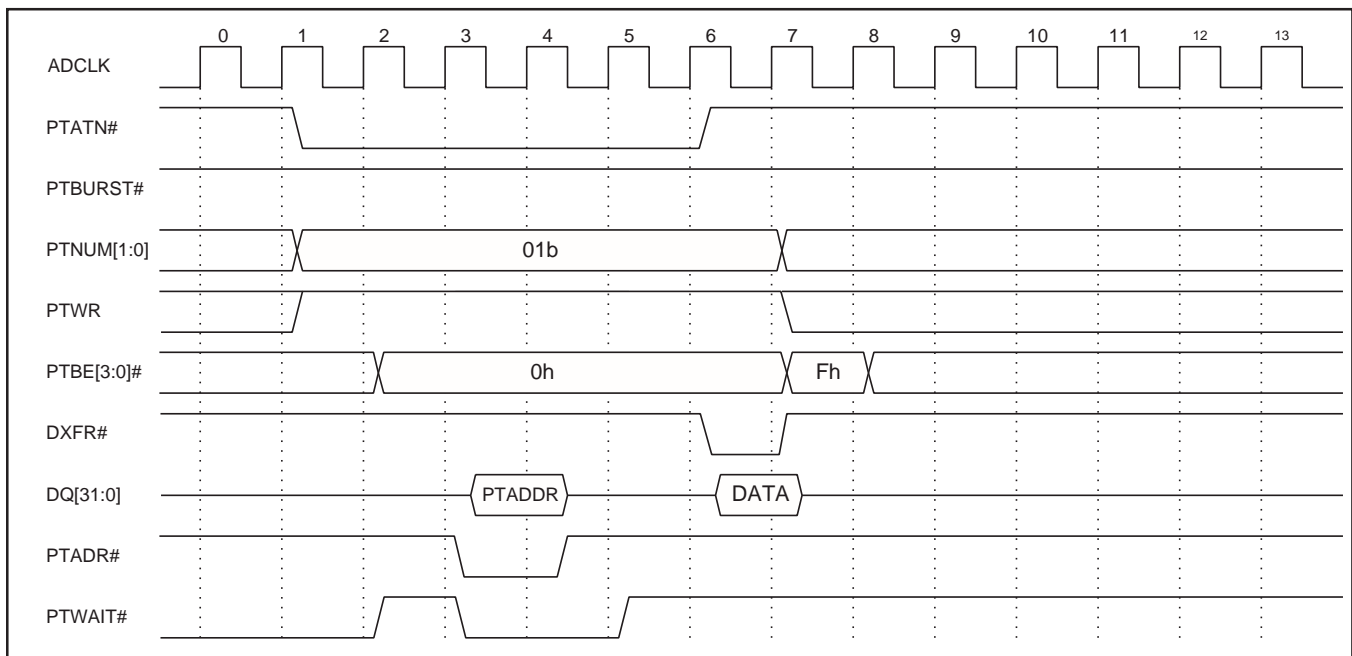 0 1 2 3 4 5 6 7 8 9 10 11 12 13
ADCLK
PTATN#
PTBURST#
PTNUM[1:0] 01b
PTWR
PTBE[3:0]# 0h Fh
DXFR#
DQ[31:0] PTADDR DATA
PTADR#
PTWAIT#